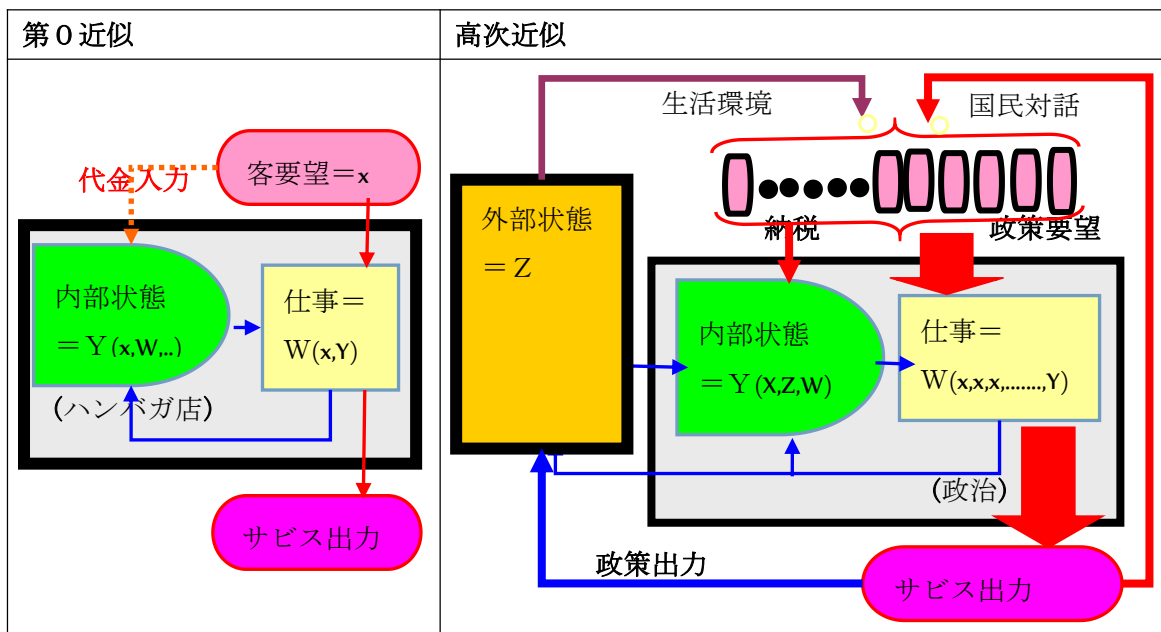 第０近似
高次近似
客要望＝x
代金入力
内部状態
＝Ｙ(x,W,..)
仕事＝
W(x,Y)
(ハンバガ店)
サビス出力
生活環境
国民対話
外部状態
＝Ｚ
納税
政策要望
内部状態
＝Ｙ(X,Z,W)
仕事＝
W(x,x,x,.......,Y)
(政治)
政策出力
サビス出力